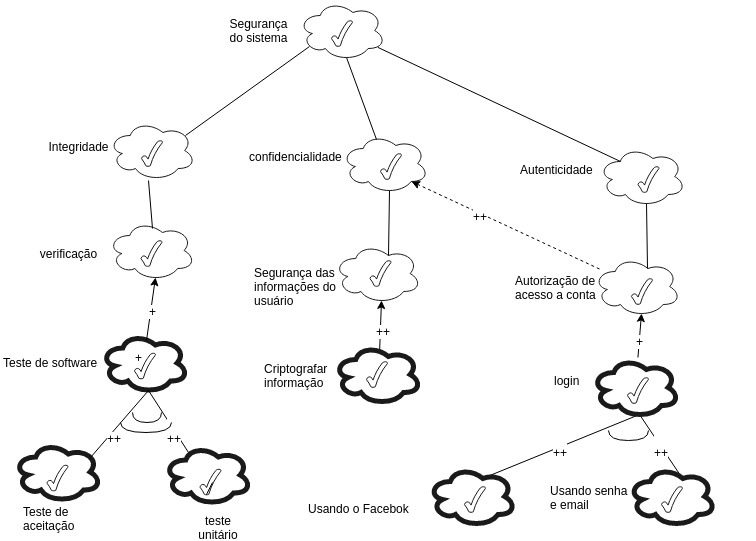 Segurança
do sistema
Integridade
confidencialidade
Autenticidade
++
verificação
Segurança das
informações do
usuário
Autorização de
acesso a conta
+
++
+
Teste de software
+
Criptografar
informação
login
++
++
++
++
Teste de
aceitação
teste
unitário
Usando o Facebok
Usando senha
e email